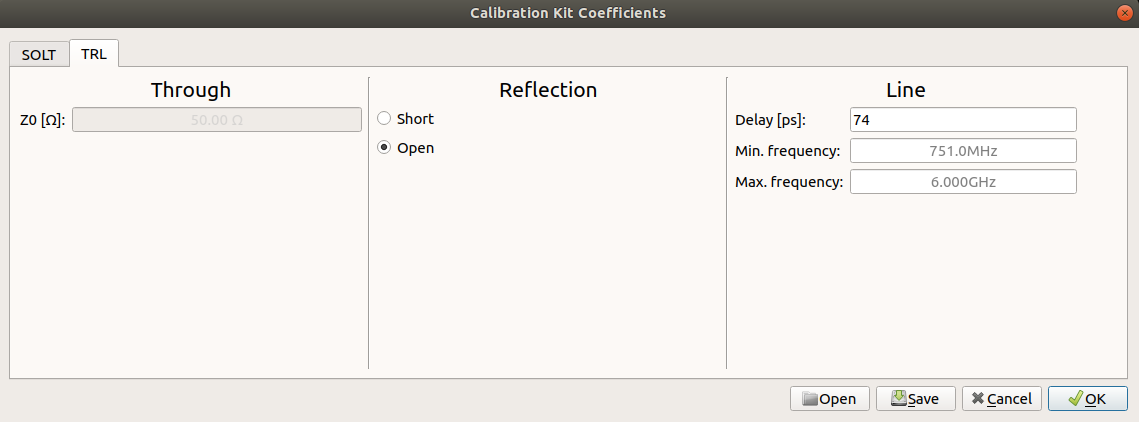 Calibration Kit Coefficients
SOLT TRL
Through
Z0 [Ω]: 50.00 Ω
Reflection
Short
Open
Line
Delay [ps]: 74
Min. frequency: 751.0MHz
Max. frequency: 6.000GHz
Open Save Cancel OK